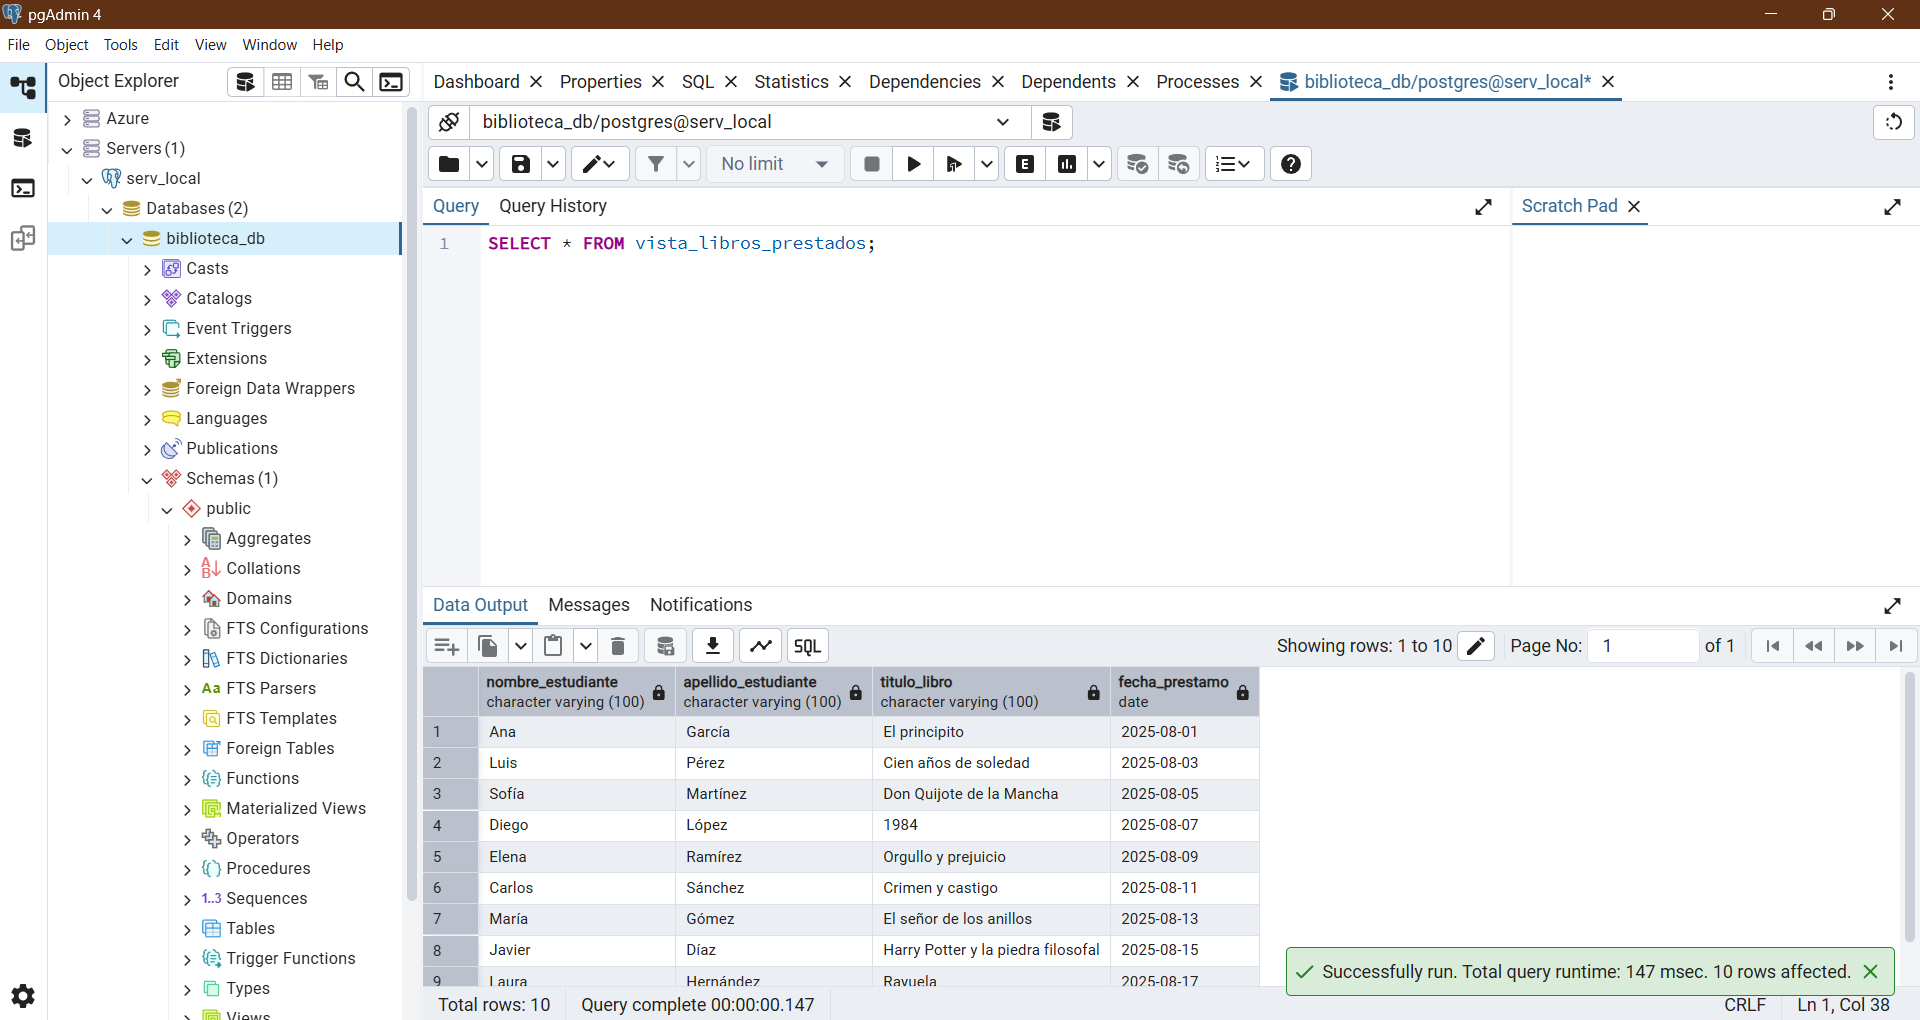 pgAdmin 4
File Object Tools Edit View Window Help
Object Explorer
Dashboard Properties SQL Statistics Dependencies Dependents Processes biblioteca_db/postgres@serv_local*
Azure
Servers (1)
serv_local
Databases (2)
biblioteca_db
Casts
Catalogs
Event Triggers
Extensions
Foreign Data Wrappers
Languages
Publications
Schemas (1)
public
Aggregates
Collations
Domains
FTS Configurations
FTS Dictionaries
Aa FTS Parsers
FTS Templates
Foreign Tables
Functions
Materialized Views
Operators
Procedures
1..3 Sequences
Tables
Trigger Functions
Types
Views
biblioteca_db/postgres@serv_local
No limit E
Query Query History Scratch Pad
1 SELECT * FROM vista_libros_prestados;
Data Output Messages Notifications
SQL Showing rows: 1 to 10 Page No: 1 of 1
nombre_estudiante apellido_estudiante titulo_libro fecha_prestamo
character varying (100) character varying (100) character varying (100) date
1 Ana García El principito 2025-08-01
2 Luis Pérez Cien años de soledad 2025-08-03
3 Sofía Martínez Don Quijote de la Mancha 2025-08-05
4 Diego López 1984 2025-08-07
5 Elena Ramírez Orgullo y prejuicio 2025-08-09
6 Carlos Sánchez Crimen y castigo 2025-08-11
7 María Gómez El señor de los anillos 2025-08-13
8 Javier Díaz Harry Potter y la piedra filosofal 2025-08-15
9 Laura Hernández Rayuela 2025-08-17
Successfully run. Total query runtime: 147 msec. 10 rows affected.
Total rows: 10 Query complete 00:00:00.147 CRLF Ln 1, Col 38